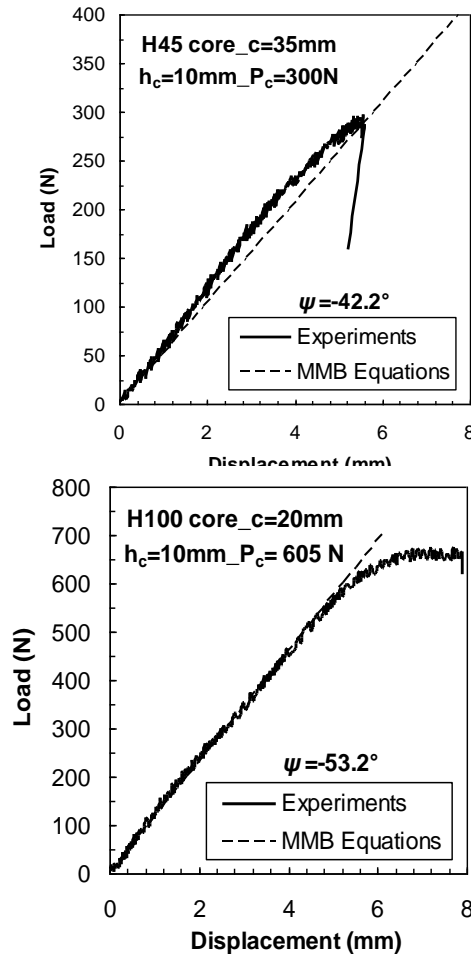 400
350
300
250
200
150
100
50
0
Load (N)
H45 core_c=35mm
h_c=10mm_P_c=300N
ψ=-42.2°
Experiments
MMB Equations
0 2 4 6 8
Displacement (mm)
800
700
600
500
400
300
200
100
0
Load (N)
H100 core_c=20mm
h_c=10mm_P_c= 605 N
ψ=-53.2°
Experiments
MMB Equations
0 2 4 6 8
Displacement (mm)